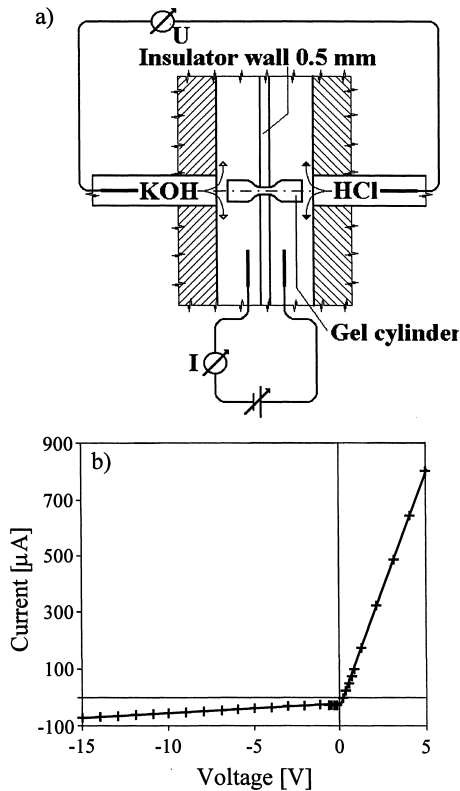 a)
U
Insulator wall 0.5 mm
KOH
HCl
Gel cylinder
I
b)
900
700
500
300
100
-100
Current [µA]
-15
-10
-5
0
5
Voltage [V]